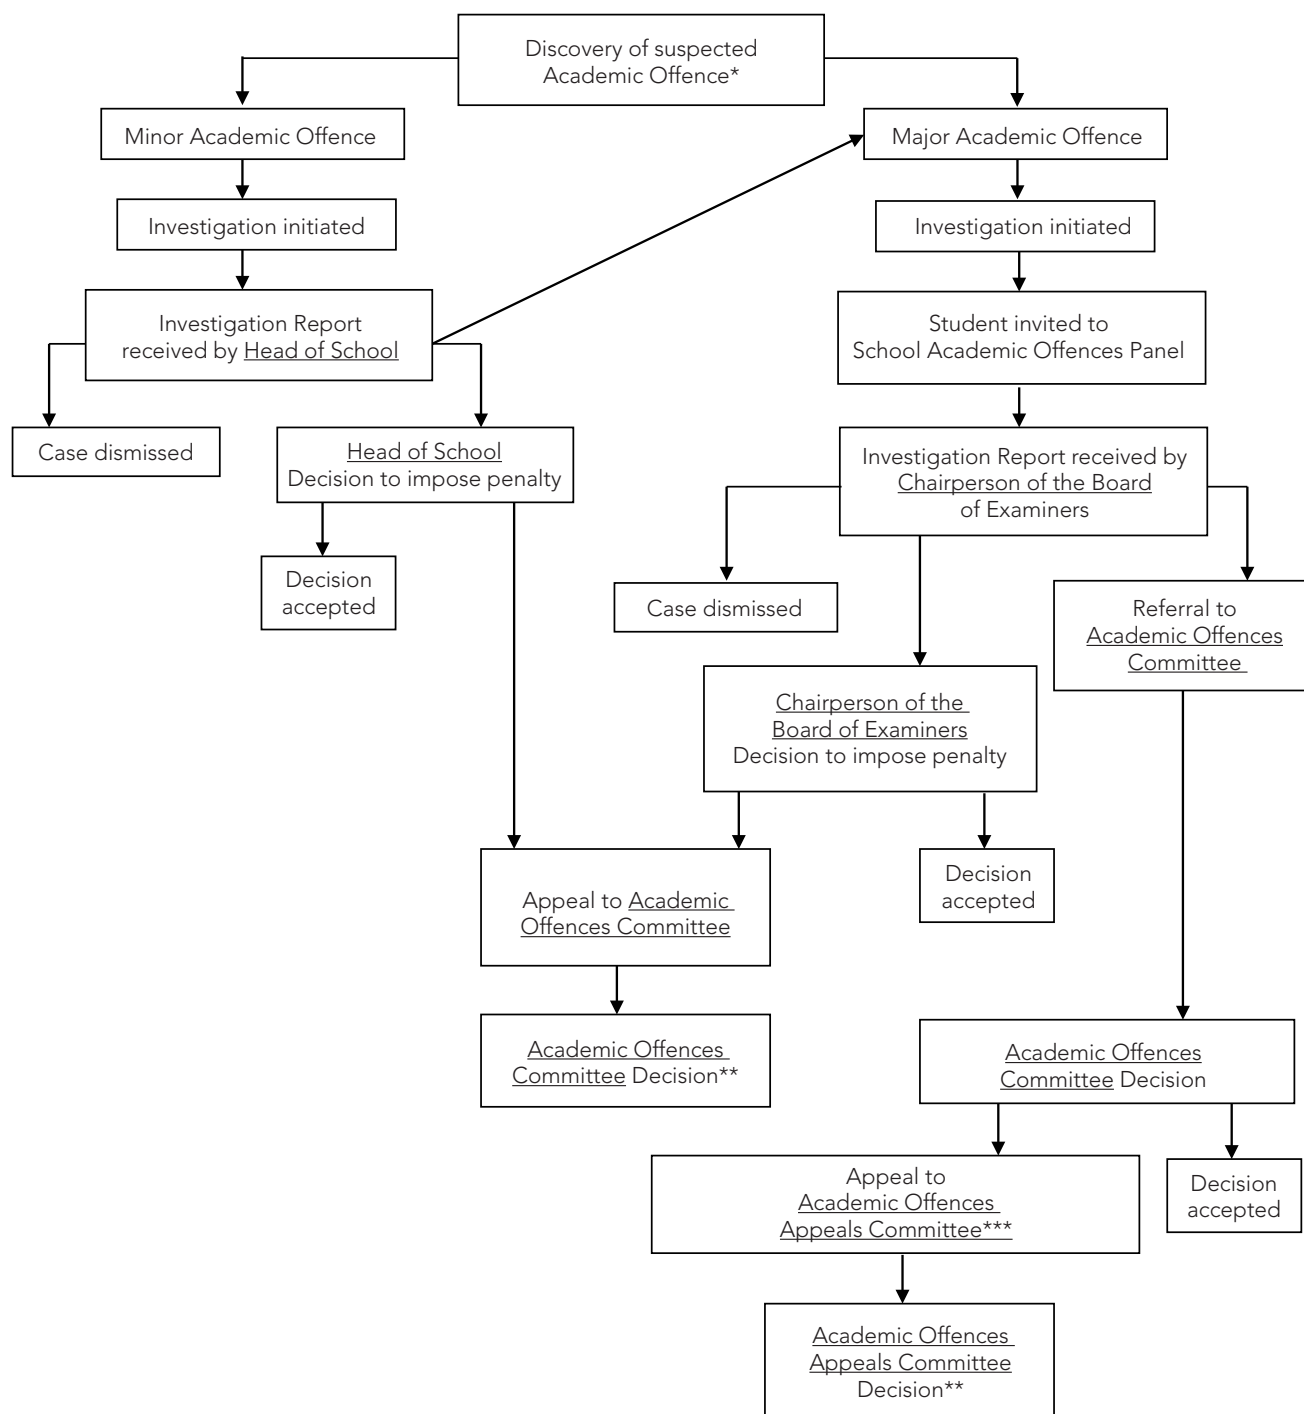 Discovery of suspected
Academic Offence*
Minor Academic Offence
Major Academic Offence
Investigation initiated
Investigation initiated
Investigation Report
received by Head of School
Student invited to
School Academic Offences Panel
Case dismissed
Head of School
Decision to impose penalty
Investigation Report received by
Chairperson of the Board
of Examiners
Decision
accepted
Case dismissed
Referral to
Academic Offences
Committee
Chairperson of the
Board of Examiners
Decision to impose penalty
Appeal to Academic
Offences Committee
Decision
accepted
Academic Offences
Committee Decision**
Academic Offences
Committee Decision
Appeal to
Academic Offences
Appeals Committee***
Decision
accepted
Academic Offences
Appeals Committee
Decision**